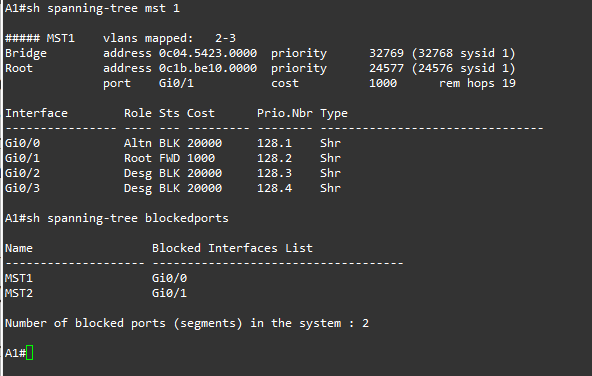 A1#sh spanning-tree mst 1
##### MST1    vlans mapped:   2-3
Bridge        address 0c04.5423.0000  priority      32769 (32768 sysid 1)
Root          address 0c1b.be10.0000  priority      24577 (24576 sysid 1)
              port    Gi0/1           cost          1000      rem hops 19
Interface        Role Sts Cost      Prio.Nbr Type
---------------- ---- --- --------- -------- --------------------------------
Gi0/0            Altn BLK 20000     128.1    Shr
Gi0/1            Root FWD 1000      128.2    Shr
Gi0/2            Desg BLK 20000     128.3    Shr
Gi0/3            Desg BLK 20000     128.4    Shr
A1#sh spanning-tree blockedports
Name                 Blocked Interfaces List
-------------------- ------------------------------------
MST1                 Gi0/0
MST2                 Gi0/1
Number of blocked ports (segments) in the system : 2
A1#